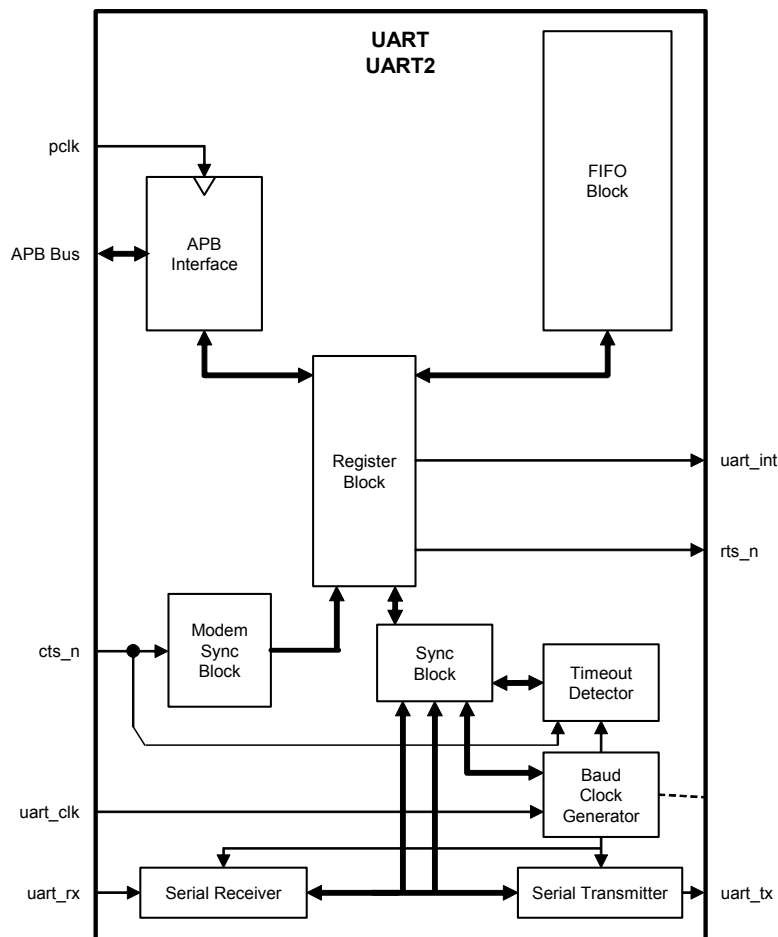 UART
UART2
pclk
FIFO
Block
APB Bus
APB
Interface
Register
Block
uart_int
rts_n
cts_n
Modem
Sync
Block
Sync
Block
Timeout
Detector
uart_clk
Baud
Clock
Generator
uart_rx
Serial Receiver
Serial Transmitter
uart_tx